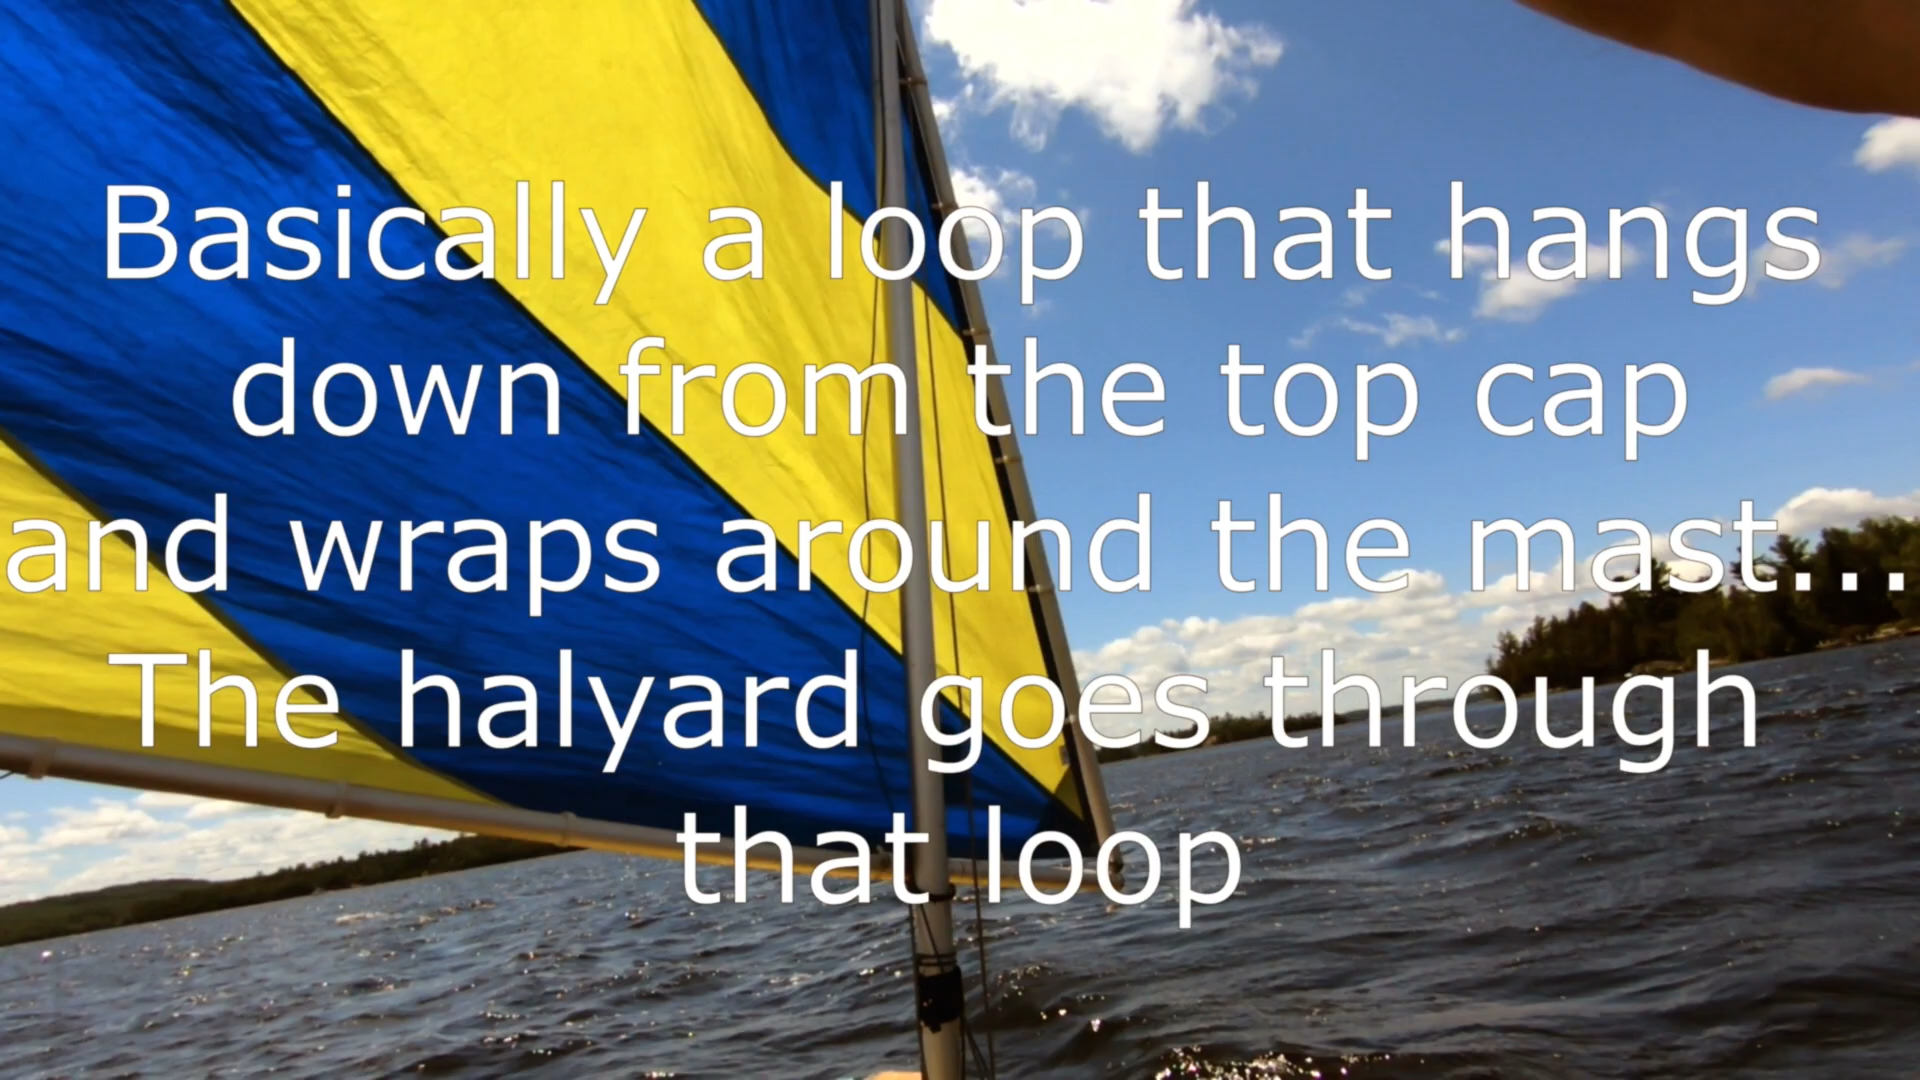 Basically a loop that hangs
down from the top cap
and wraps around the mast...
The halyard goes through
that loop